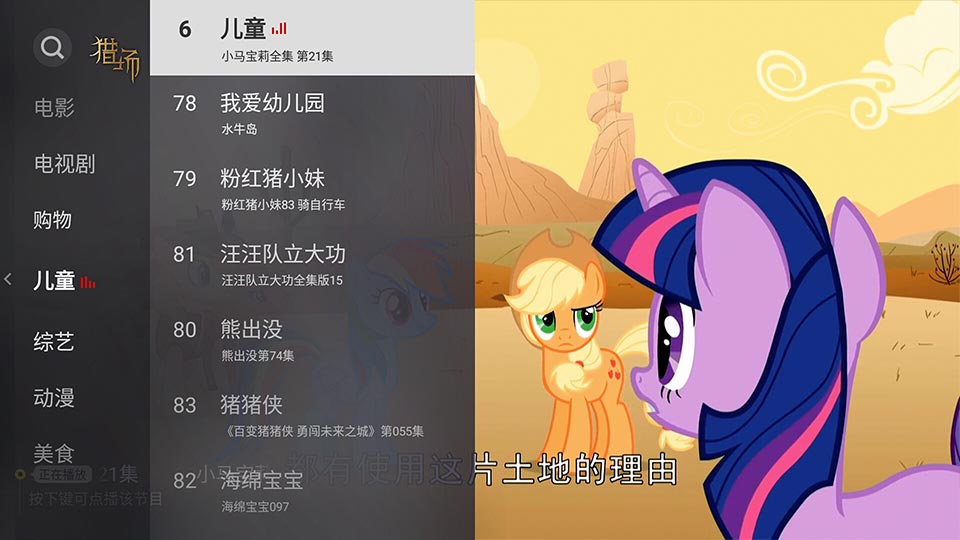 猎场
电影
电视剧
购物
儿童
综艺
动漫
美食
正在播放 21集
按下键可点播该节目
6 儿童
小马宝莉全集 第21集
78 我爱幼儿园
水牛岛
79 粉红猪小妹
粉红猪小妹83 骑自行车
81 汪汪队立大功
汪汪队立大功全集版15
80 熊出没
熊出没第74集
83 猪猪侠
《百变猪猪侠 勇闯未来之城》第055集
82 海绵宝宝
海绵宝宝097
小马宝莉
都有使用这片土地的理由